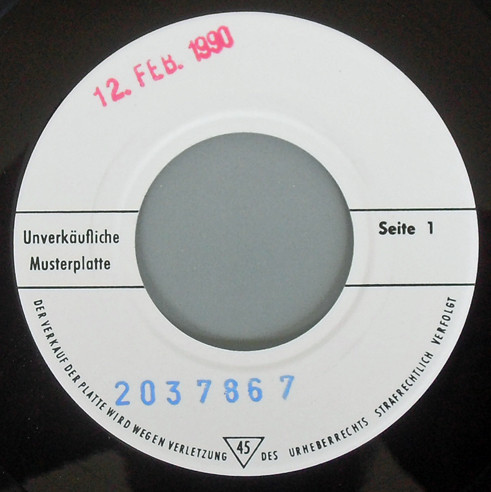 12. FEB. 1990
Unverkäufliche
Musterplatte
Seite 1
2037867
DER VERKAUF DER PLATTE WIRD WEGEN VERLETZUNG 45 DES URHEBERRECHTS STRAFRECHTLICH VERFOLGT